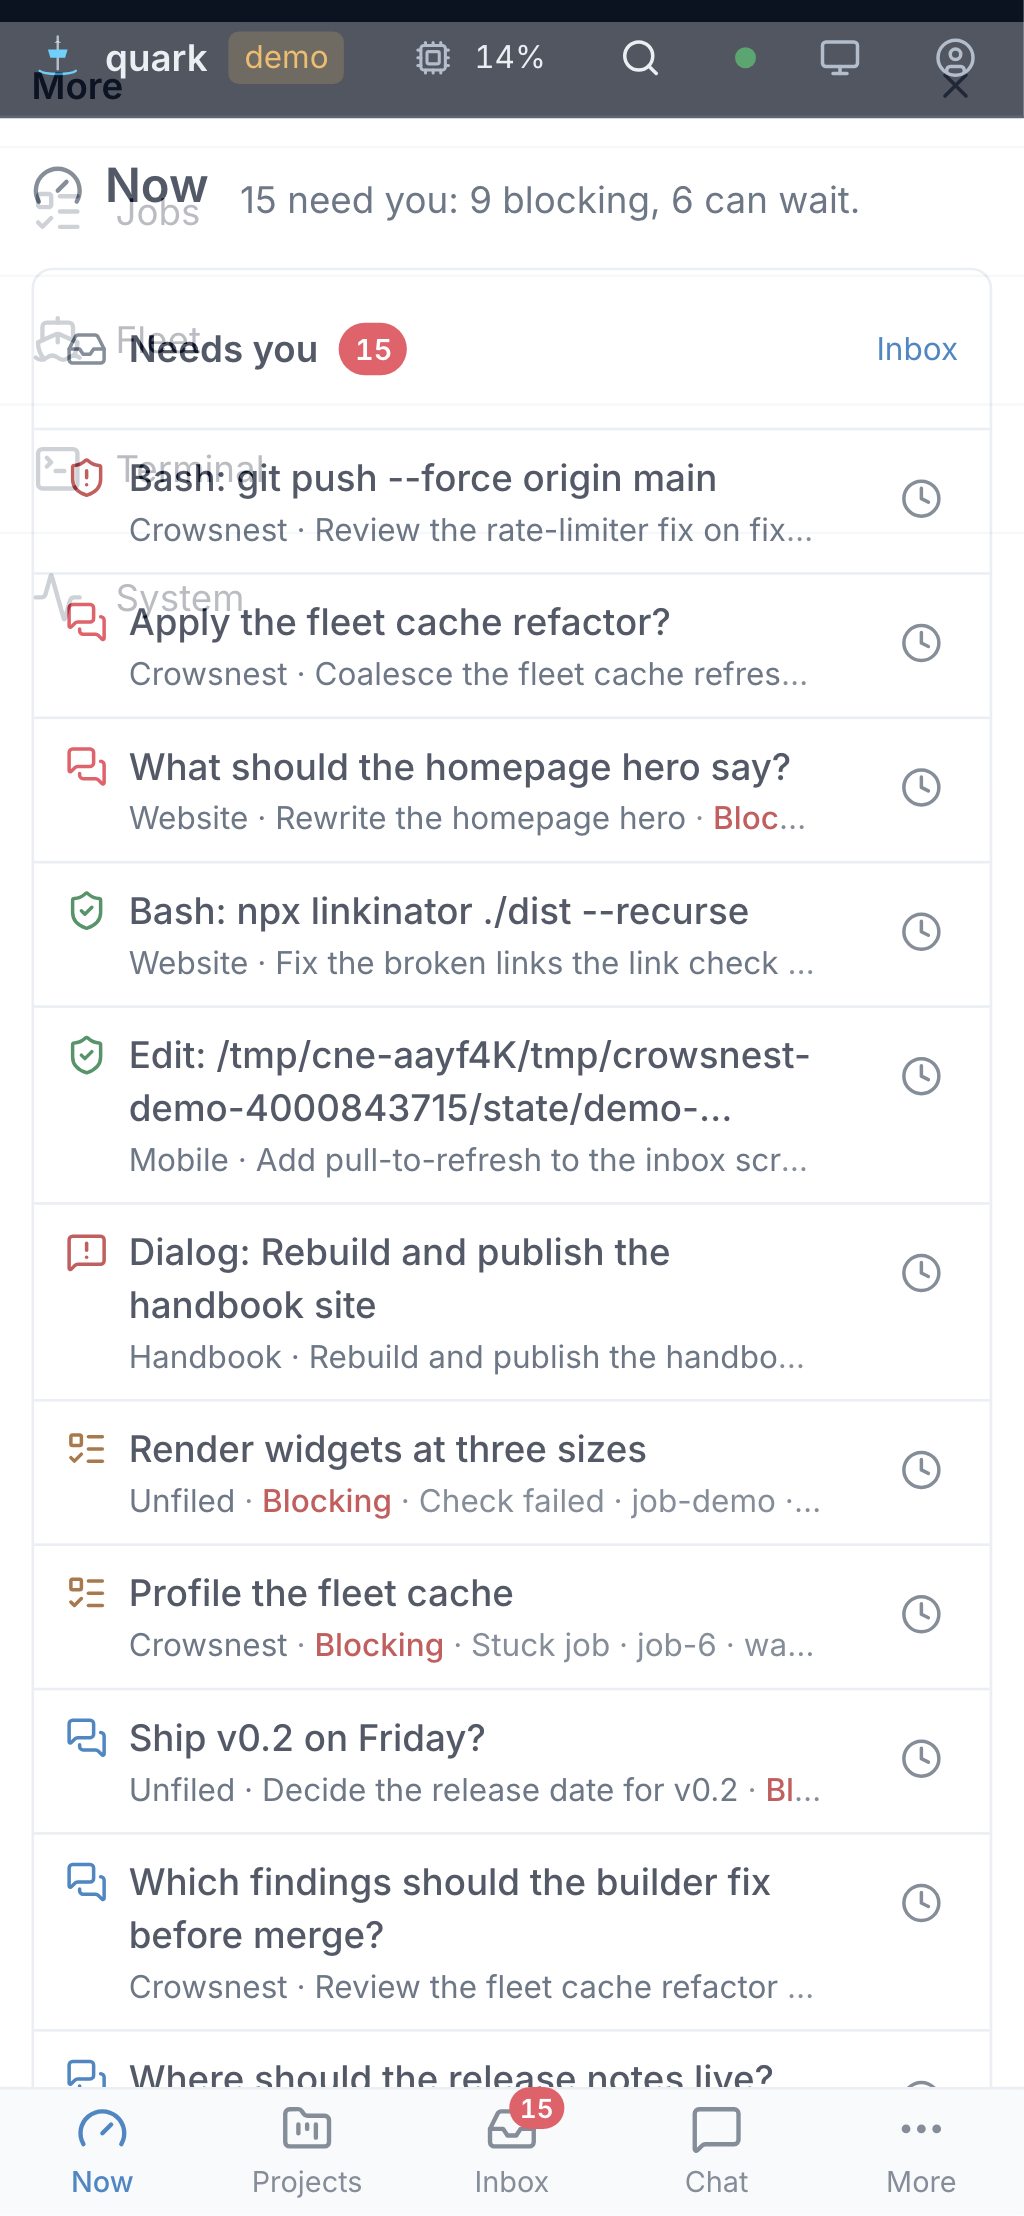 quark demo 14%
More
Now 15 need you: 9 blocking, 6 can wait.
Jobs
Fleet
Needs you 15 Inbox
Terminal
Bash: git push --force origin main
Crowsnest · Review the rate-limiter fix on fix...
System
Apply the fleet cache refactor?
Crowsnest · Coalesce the fleet cache refres...
What should the homepage hero say?
Website · Rewrite the homepage hero · Bloc...
Bash: npx linkinator ./dist --recurse
Website · Fix the broken links the link check ...
Edit: /tmp/cne-aayf4K/tmp/crowsnest-
demo-4000843715/state/demo-...
Mobile · Add pull-to-refresh to the inbox scr...
Dialog: Rebuild and publish the
handbook site
Handbook · Rebuild and publish the handbo...
Render widgets at three sizes
Unfiled · Blocking · Check failed · job-demo ·...
Profile the fleet cache
Crowsnest · Blocking · Stuck job · job-6 · wa...
Ship v0.2 on Friday?
Unfiled · Decide the release date for v0.2 · Bl...
Which findings should the builder fix
before merge?
Crowsnest · Review the fleet cache refactor ...
Where should the release notes live?
15
Now Projects Inbox Chat More